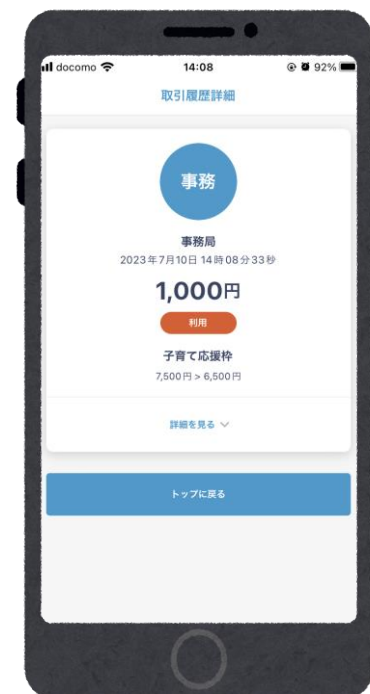 docomo 14:08 92%
取引履歴詳細
事務
事務局
2023年7月10日 14時08分33秒
1,000円
利用
子育て応援枠
7,500円 > 6,500円
詳細を見る
トップに戻る